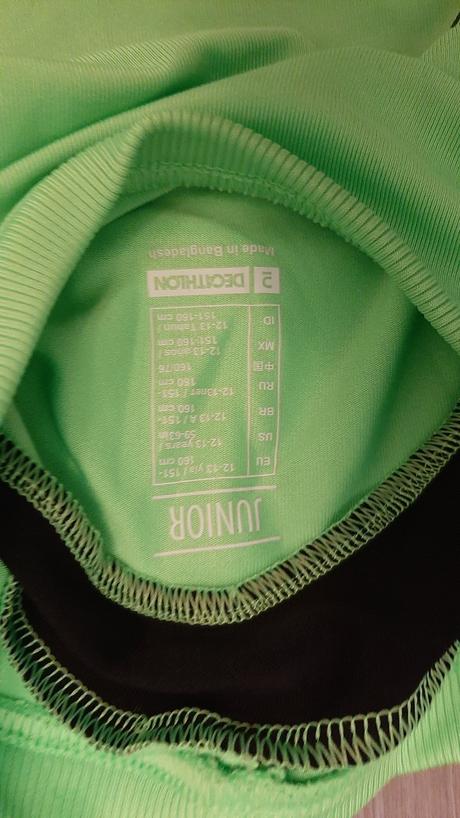 JUNIOR
EU 12-13 y/a / 151-
160 cm
US 12-13 years /
59-63in
BR 12-13 A / 151-
160 cm
RU 12-13лет / 151-
160 cm
中国 160/76
MX 12-13 años /
151-160 cm
ID 12-13 Tahun /
151-160 cm
2 DECATHLON
Made in Bangladesh